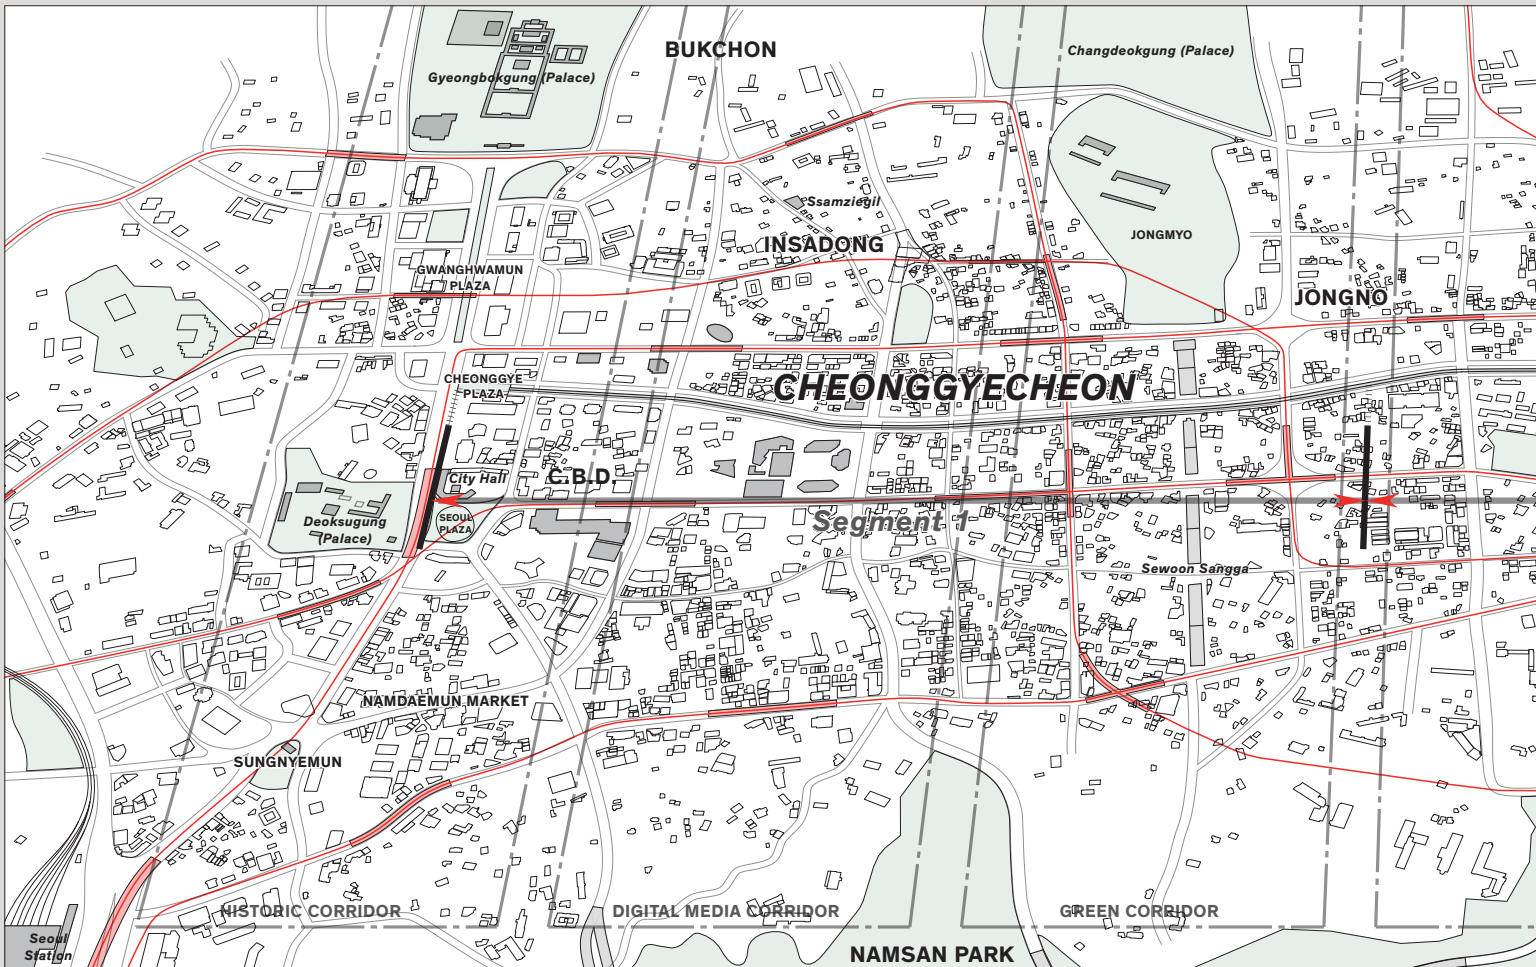 BUKCHON
Changdeokgung (Palace)
Gyeongbokgung (Palace)
Ssamziegil
JONGMYO
INSADONG
GWANGHWAMUN
PLAZA
JONGNO
CHEONGGYE
PLAZA
CHEONGGYECHEON
City Hall
C.B.D.
SEOUL
PLAZA
Deoksugung
(Palace)
Segment 1
Sewoon Sangga
NAMDAEMUN MARKET
SUNGNYEMUN
HISTORIC CORRIDOR
DIGITAL MEDIA CORRIDOR
GREEN CORRIDOR
Seoul
Station
NAMSAN PARK